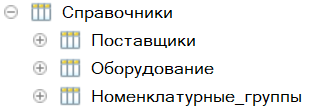 Справочники
Поставщики
Оборудование
Номенклатурные_группы